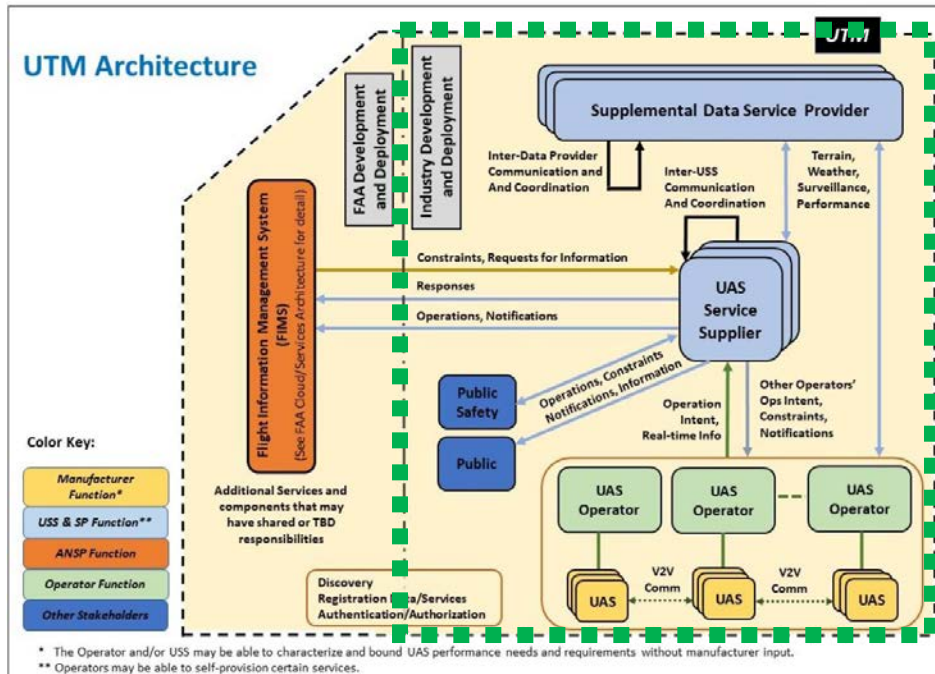 UTM Architecture
UTM
FAA Development
and Deployment
Industry Development
and Deployment
Supplemental Data Service Provider
Inter-Data Provider
Communication and
And Coordination
Inter-USS
Communication
And Coordination
Terrain,
Weather,
Surveillance,
Performance
Flight Information Management System
(FIMS)
(See FAA Cloud/Services Architecture for detail)
Constraints, Requests for Information
Responses
Operations, Notifications
UAS
Service
Supplier
Operations, Constraints
Notifications, Information
Public
Safety
Public
Operation
Intent,
Real-time Info
Other Operators'
Ops Intent,
Constraints,
Notifications
Color Key:
Manufacturer
Function*
USS & SP Function**
ANSP Function
Operator Function
Other Stakeholders
Additional Services and
components that may
have shared or TBD
responsibilities
Discovery
Registration Data/Services
Authentication/Authorization
UAS
Operator
UAS
Operator
UAS
Operator
UAS
V2V
Comm
UAS
V2V
Comm
UAS
* The Operator and/or USS may be able to characterize and bound UAS performance needs and requirements without manufacturer input.
** Operators may be able to self-provision certain services.